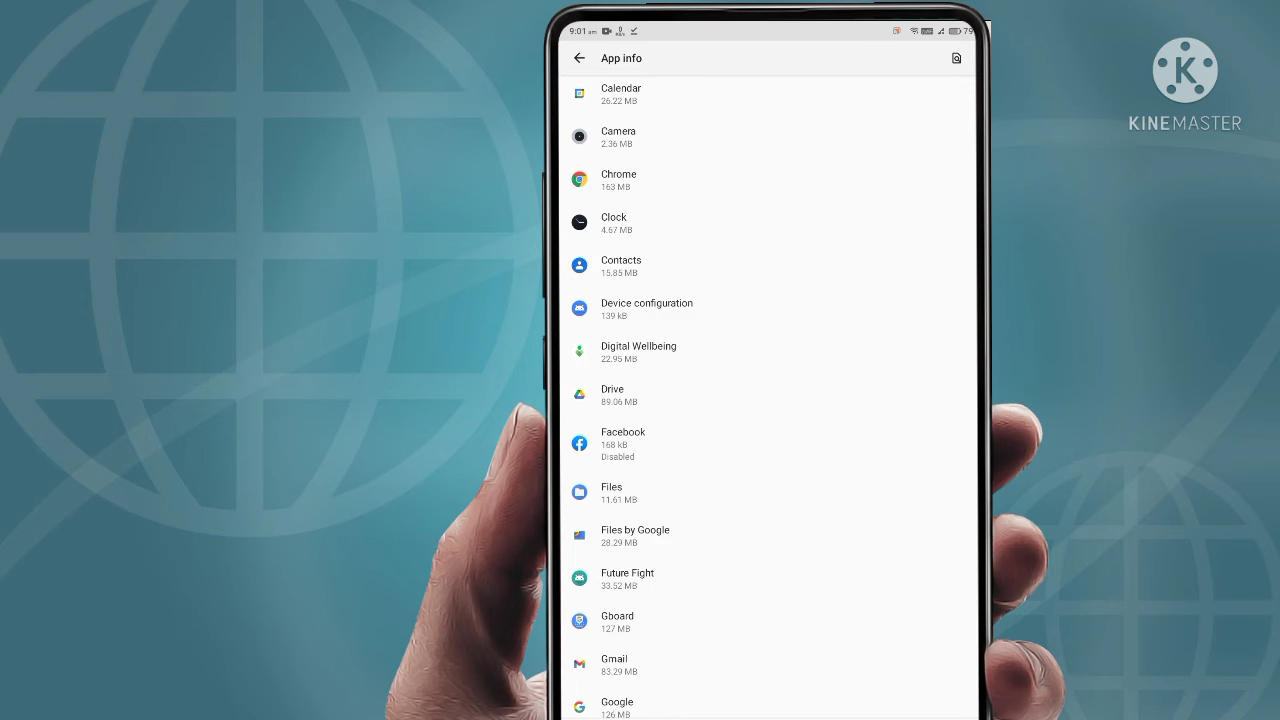 9:01 am
79
App info
Calendar
26.22 MB
Camera
2.36 MB
Chrome
163 MB
Clock
4.67 MB
Contacts
15.85 MB
Device configuration
139 kB
Digital Wellbeing
22.95 MB
Drive
89.06 MB
Facebook
168 kB
Disabled
Files
11.61 MB
Files by Google
28.29 MB
Future Fight
33.52 MB
Gboard
127 MB
Gmail
83.29 MB
Google
126 MB
K
KINEMASTER